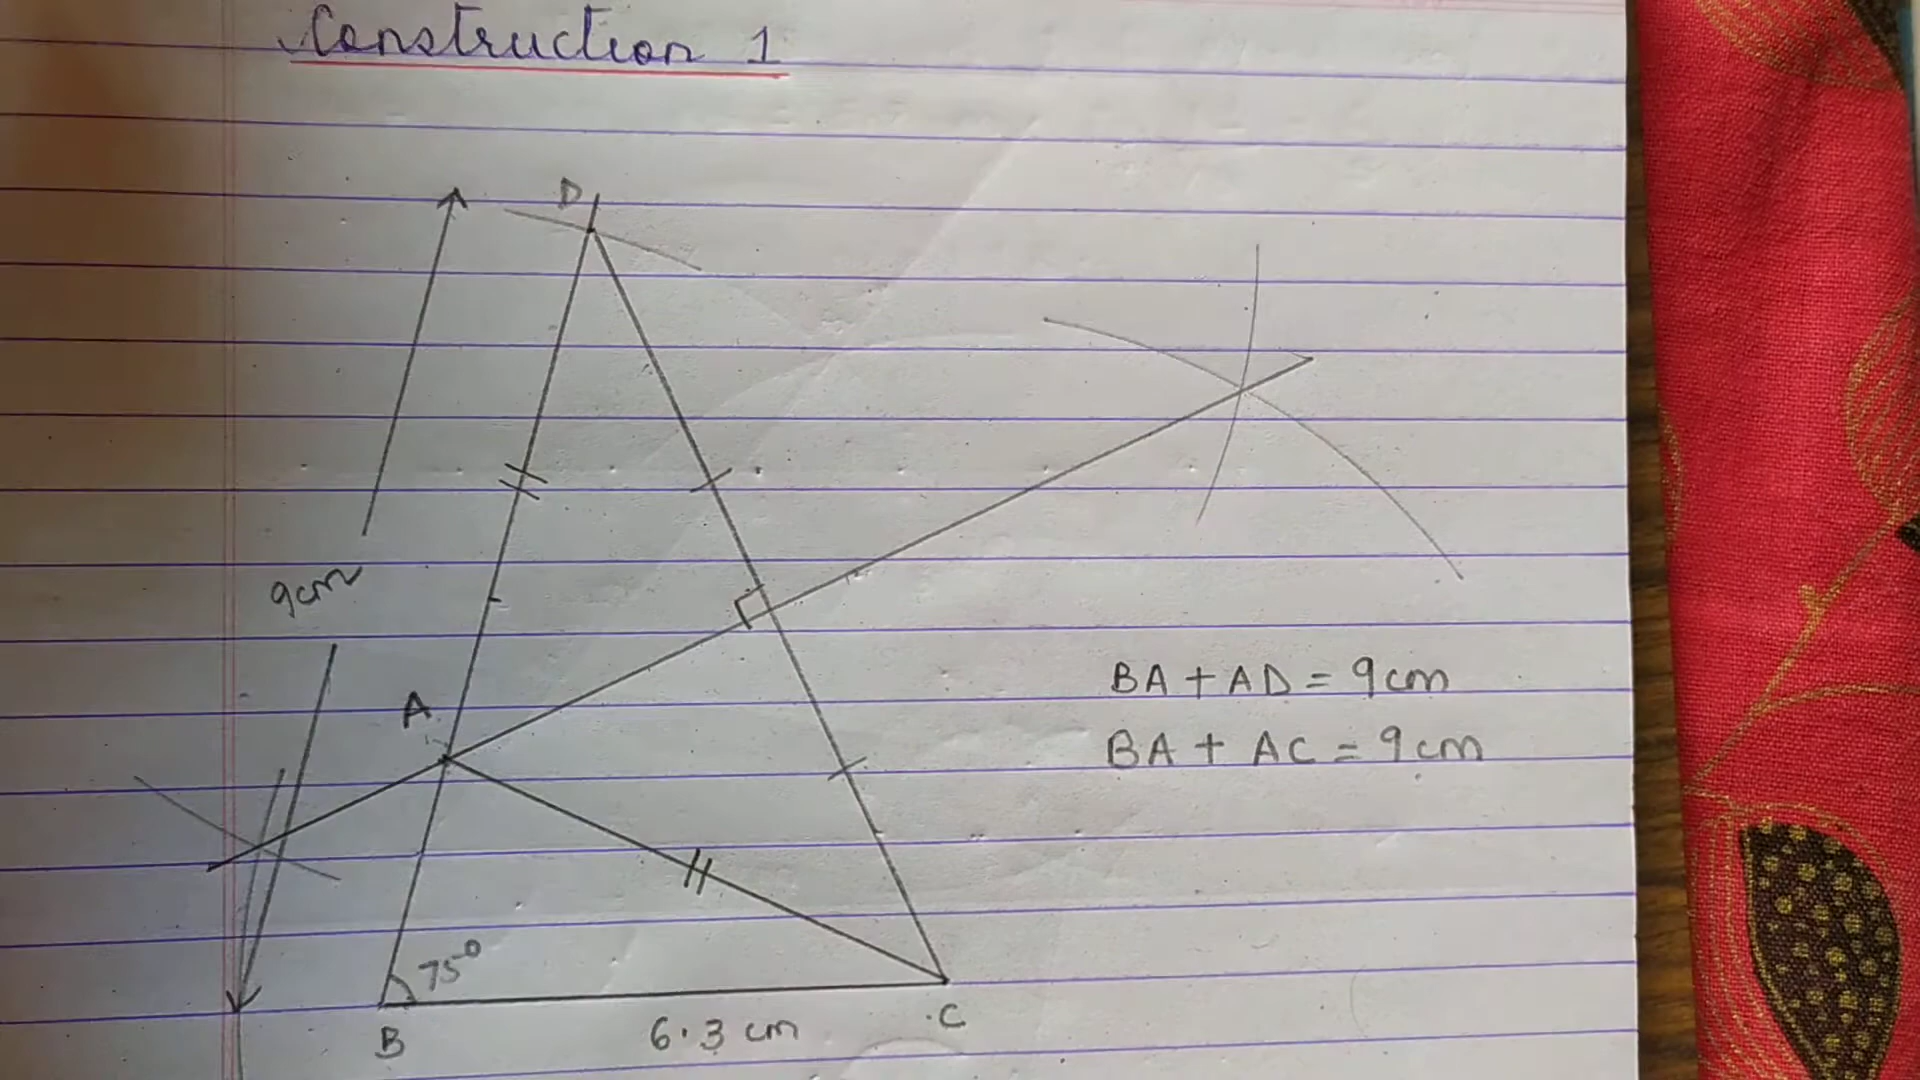 Construction 1
D
9cm
A
BA + AD = 9cm
BA + AC = 9cm
75°
B
6.3 cm
C